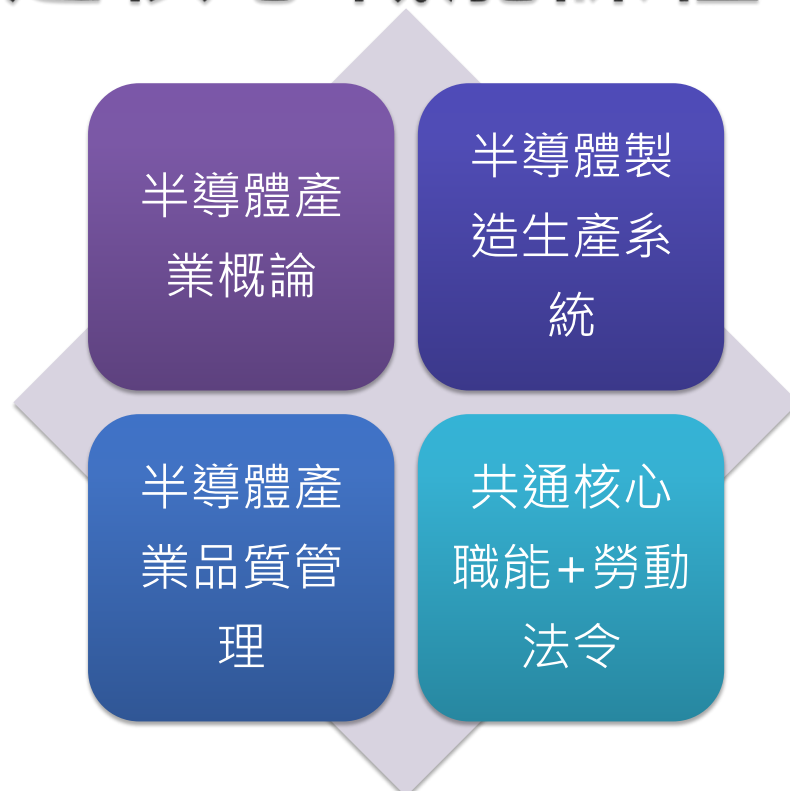 半導體產
業概論
半導體製
造生產系
統
半導體產
業品質管
理
共通核心
職能+勞動
法令